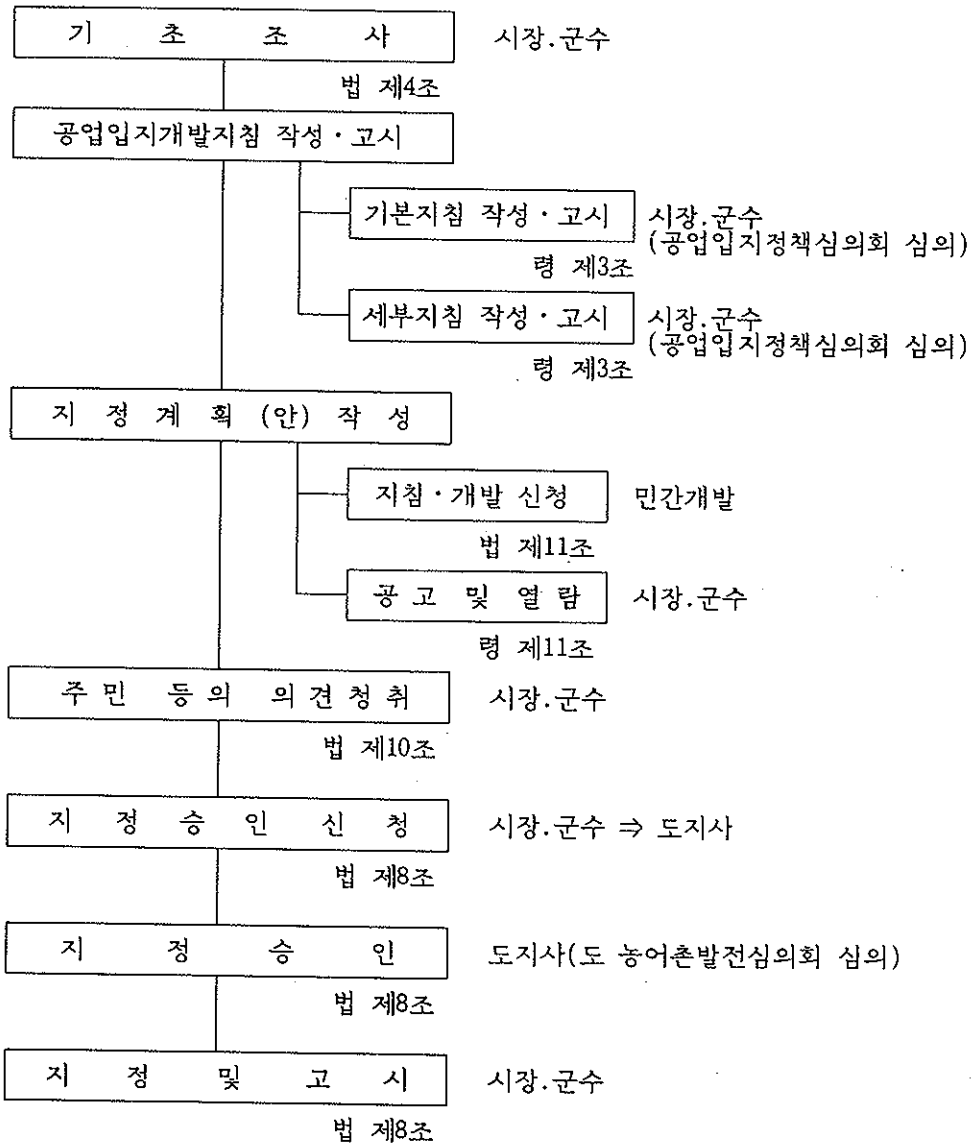 기 초 조 사 시장.군수
법 제4조
공업입지개발지침 작성·고시
기본지침 작성·고시 시장.군수
(공업입지정책심의회 심의)
령 제3조
세부지침 작성·고시 시장.군수
(공업입지정책심의회 심의)
령 제3조
지 정 계 획 (안) 작 성
지침·개발 신청 민간개발
법 제11조
공 고 및 열 람 시장.군수
령 제11조
주 민 등 의 의 견 청 취 시장.군수
법 제10조
지 정 승 인 신 청 시장.군수 ⇒ 도지사
법 제8조
지 정 승 인 도지사(도 농어촌발전심의회 심의)
법 제8조
지 정 및 고 시 시장.군수
법 제8조